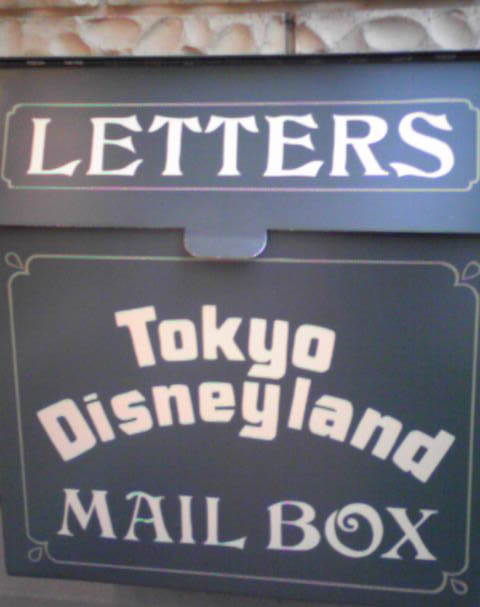 LETTERS
Tokyo
Disneyland
MAIL BOX